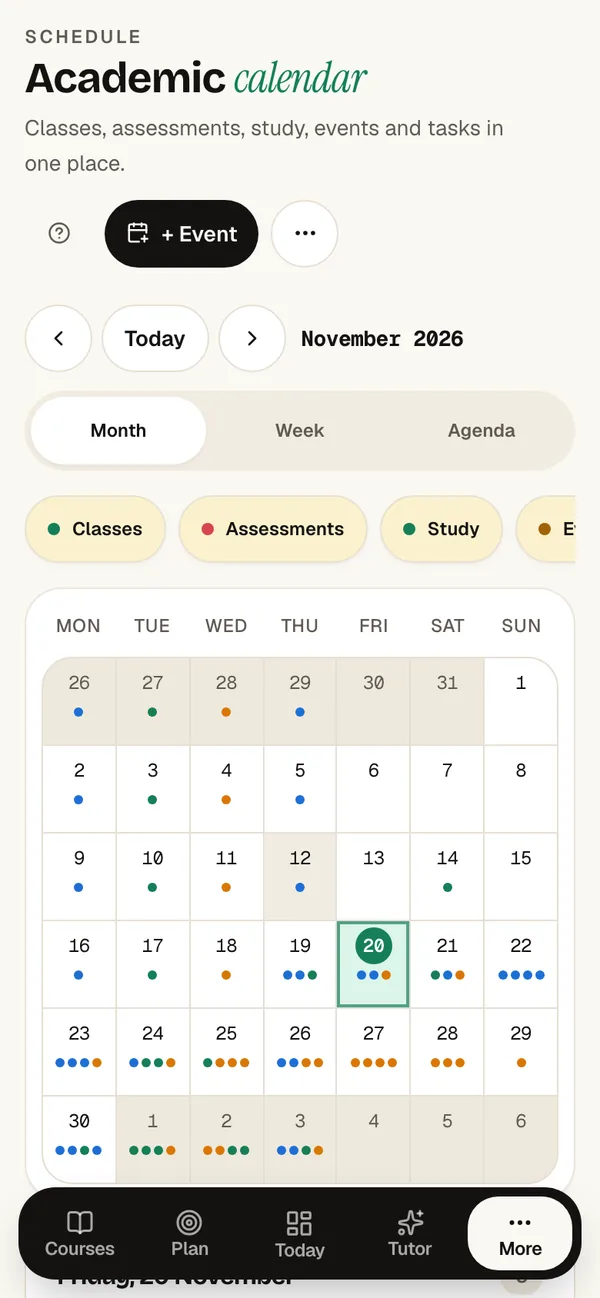 SCHEDULE
Academic calendar
Classes, assessments, study, events and tasks in
one place.
+ Event
Today November 2026
Month Week Agenda
Classes Assessments Study
MON TUE WED THU FRI SAT SUN
26 27 28 29 30 31 1
2 3 4 5 6 7 8
9 10 11 12 13 14 15
16 17 18 19 20 21 22
23 24 25 26 27 28 29
30 1 2 3 4 5 6
Courses Plan Today Tutor More
Friday, 20 November